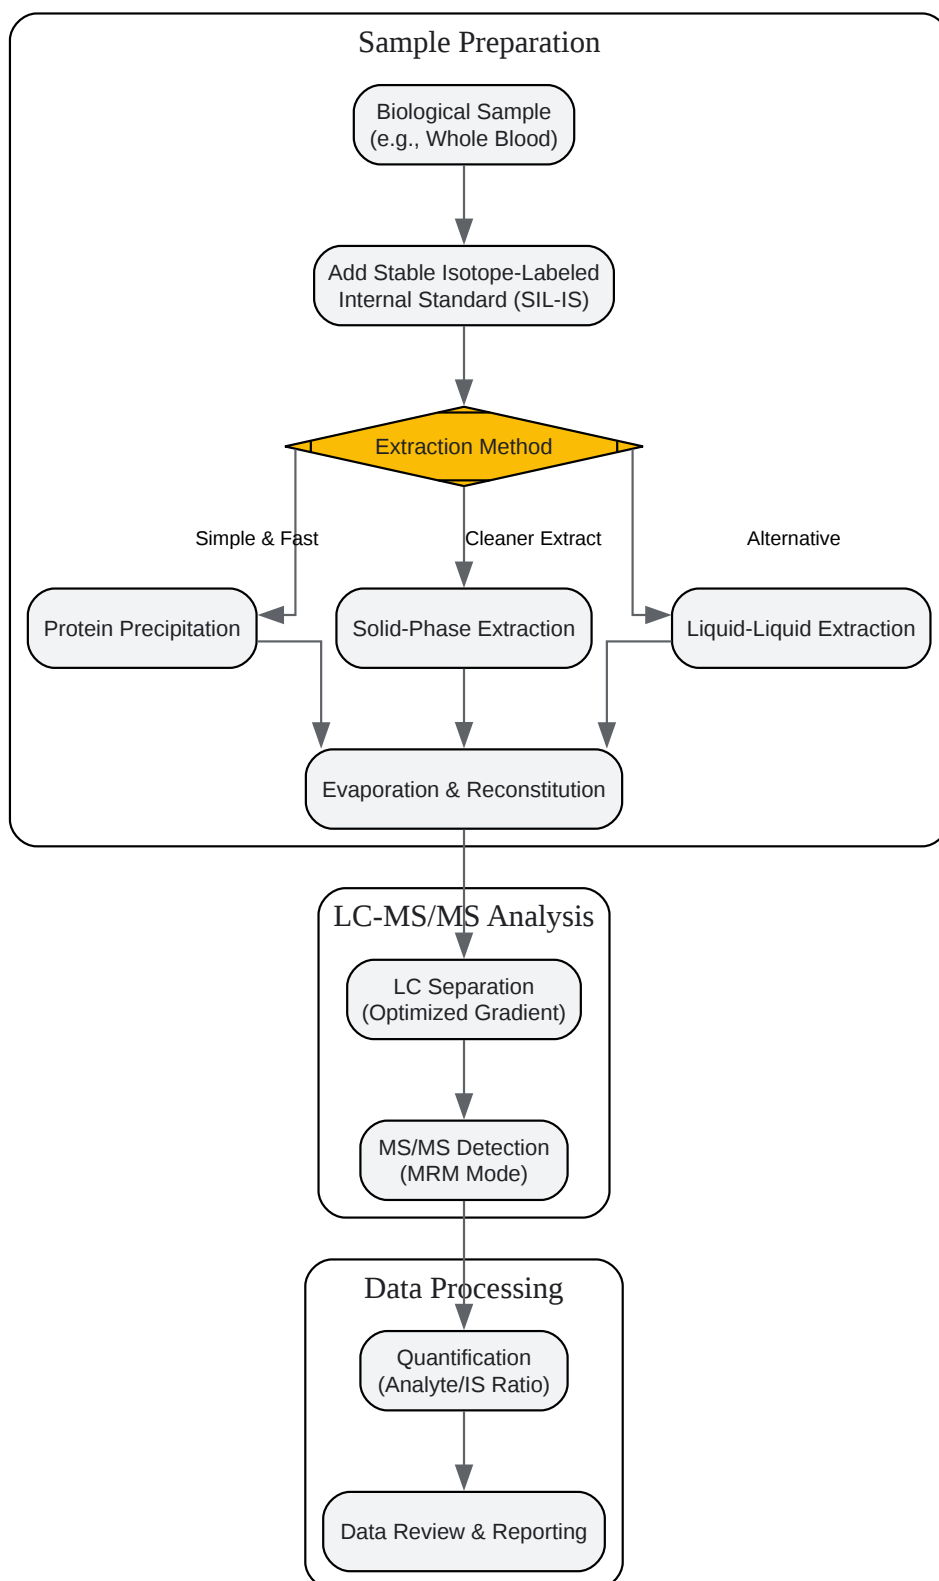 Sample Preparation
Biological Sample
(e.g., Whole Blood)
Add Stable Isotope-Labeled
Internal Standard (SIL-IS)
Extraction Method
Simple & Fast
Cleaner Extract
Alternative
Protein Precipitation
Solid-Phase Extraction
Liquid-Liquid Extraction
Evaporation & Reconstitution
LC-MS/MS Analysis
LC Separation
(Optimized Gradient)
MS/MS Detection
(MRM Mode)
Data Processing
Quantification
(Analyte/IS Ratio)
Data Review & Reporting